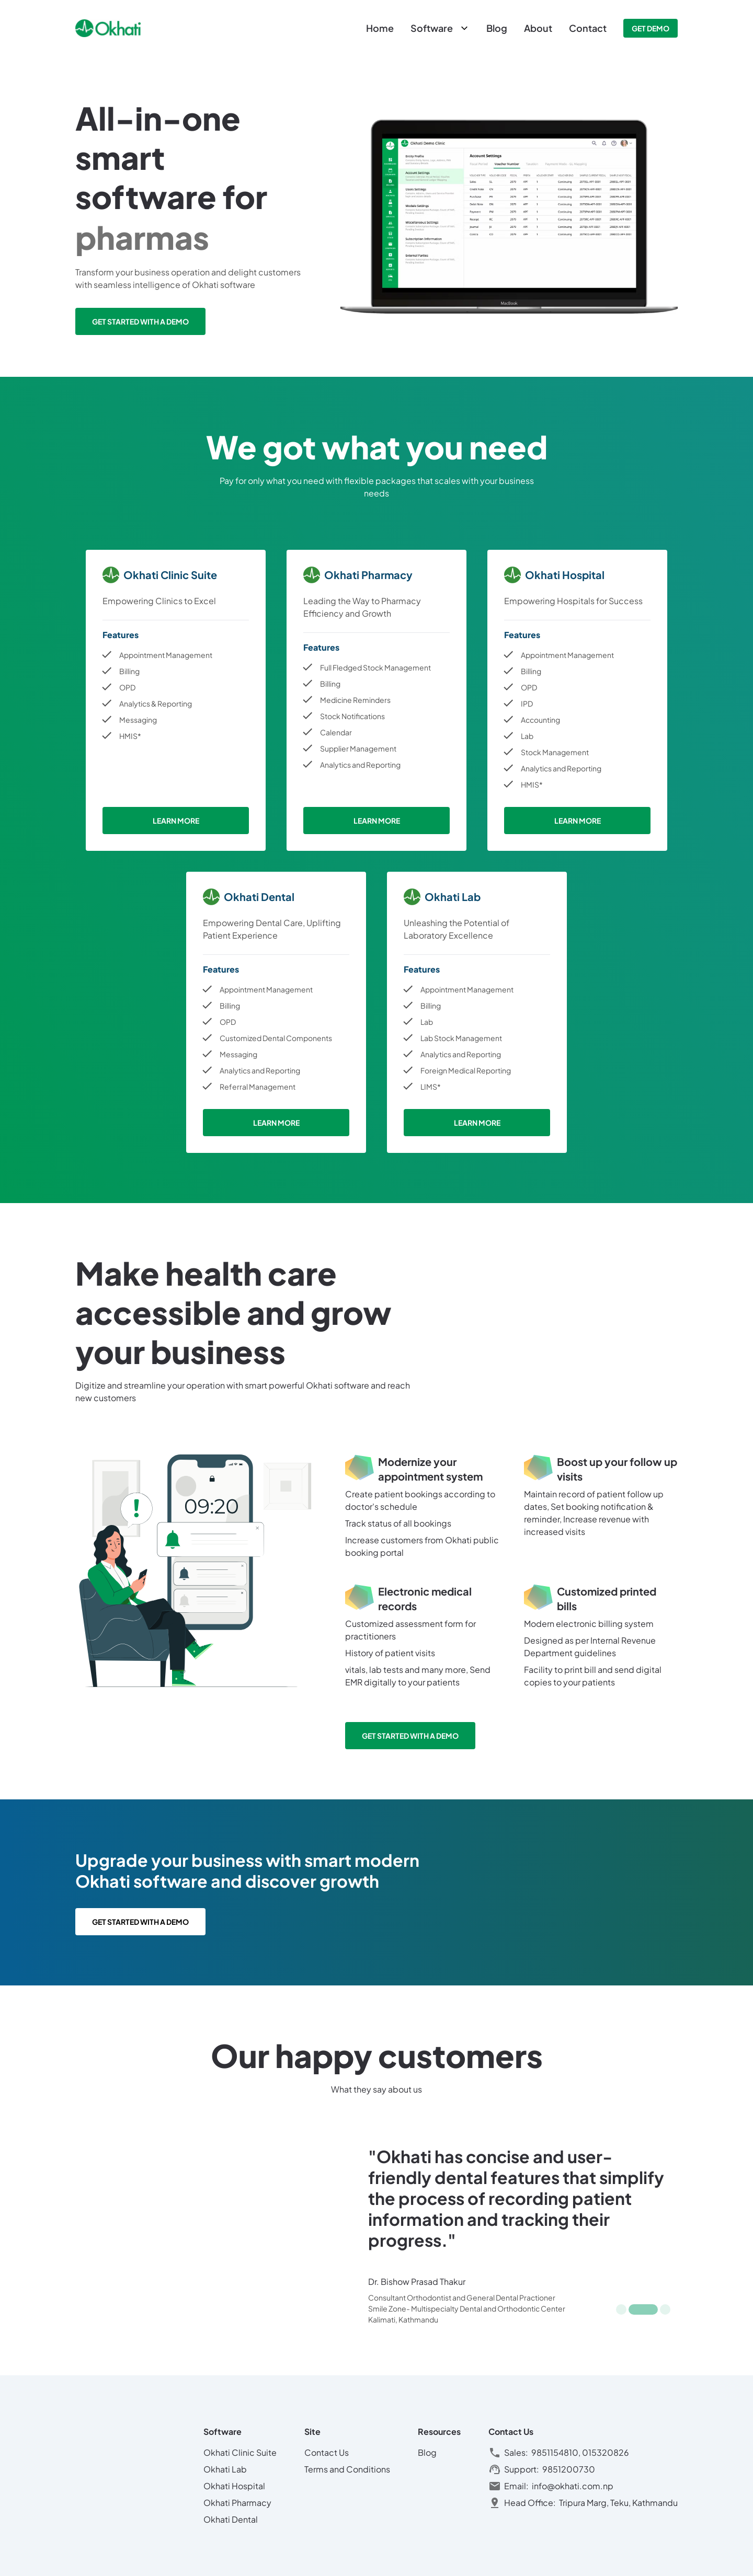 Okhati
Home Software Blog About Contact GET DEMO
All-in-one
smart
software for
pharmas
Transform your business operation and delight customers
with seamless intelligence of Okhati software
GET STARTED WITH A DEMO
Okhati Demo Clinic
Account Settings
MacBook
We got what you need
Pay for only what you need with flexible packages that scales with your business
needs
Okhati Clinic Suite
Empowering Clinics to Excel
Features
Appointment Management
Billing
OPD
Analytics & Reporting
Messaging
HMIS*
LEARN MORE
Okhati Pharmacy
Leading the Way to Pharmacy
Efficiency and Growth
Features
Full Fledged Stock Management
Billing
Medicine Reminders
Stock Notifications
Calendar
Supplier Management
Analytics and Reporting
LEARN MORE
Okhati Hospital
Empowering Hospitals for Success
Features
Appointment Management
Billing
OPD
IPD
Accounting
Lab
Stock Management
Analytics and Reporting
HMIS*
LEARN MORE
Okhati Dental
Empowering Dental Care, Uplifting
Patient Experience
Features
Appointment Management
Billing
OPD
Customized Dental Components
Messaging
Analytics and Reporting
Referral Management
LEARN MORE
Okhati Lab
Unleashing the Potential of
Laboratory Excellence
Features
Appointment Management
Billing
Lab
Lab Stock Management
Analytics and Reporting
Foreign Medical Reporting
LIMS*
LEARN MORE
Make health care
accessible and grow
your business
Digitize and streamline your operation with smart powerful Okhati software and reach
new customers
09:20
Modernize your
appointment system
Create patient bookings according to
doctor's schedule
Track status of all bookings
Increase customers from Okhati public
booking portal
Boost up your follow up
visits
Maintain record of patient follow up
dates, Set booking notification &
reminder, Increase revenue with
increased visits
Electronic medical
records
Customized assessment form for
practitioners
History of patient visits
vitals, lab tests and many more, Send
EMR digitally to your patients
Customized printed
bills
Modern electronic billing system
Designed as per Internal Revenue
Department guidelines
Facility to print bill and send digital
copies to your patients
GET STARTED WITH A DEMO
Upgrade your business with smart modern
Okhati software and discover growth
GET STARTED WITH A DEMO
Our happy customers
What they say about us
"Okhati has concise and user-
friendly dental features that simplify
the process of recording patient
information and tracking their
progress."
Dr. Bishow Prasad Thakur
Consultant Orthodontist and General Dental Practioner
Smile Zone- Multispecialty Dental and Orthodontic Center
Kalimati, Kathmandu
Software
Okhati Clinic Suite
Okhati Lab
Okhati Hospital
Okhati Pharmacy
Okhati Dental
Site
Contact Us
Terms and Conditions
Resources
Blog
Contact Us
Sales: 9851154810, 015320826
Support: 9851200730
Email: info@okhati.com.np
Head Office: Tripura Marg, Teku, Kathmandu